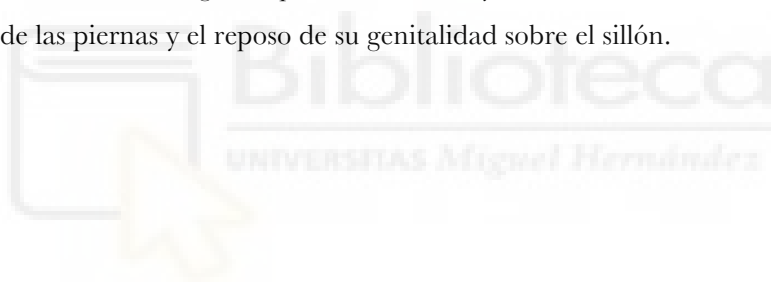 de las piernas y el reposo de su genitalidad sobre el sillón.
Biblioteca
UNIVERSITAS Miguel Hernández